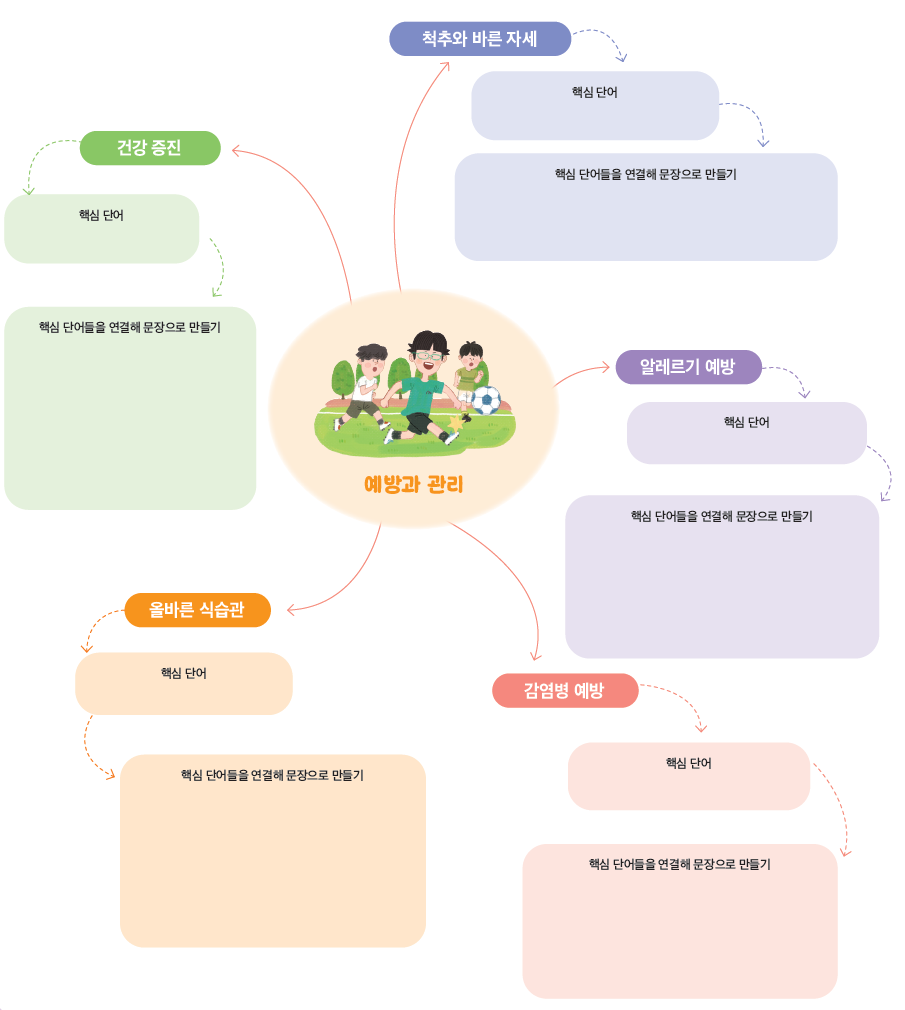 척추와 바른 자세
핵심 단어
핵심 단어들을 연결해 문장으로 만들기
건강 증진
핵심 단어
핵심 단어들을 연결해 문장으로 만들기
예방과 관리
알레르기 예방
핵심 단어
핵심 단어들을 연결해 문장으로 만들기
올바른 식습관
핵심 단어
핵심 단어들을 연결해 문장으로 만들기
감염병 예방
핵심 단어
핵심 단어들을 연결해 문장으로 만들기